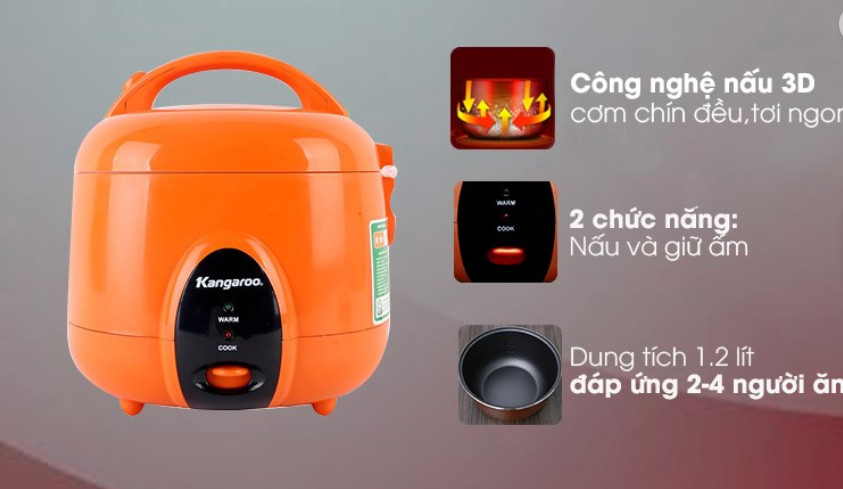 Kangaroo
WARM
COOK
Công nghệ nấu 3D
cơm chín đều,tơi ngon
WARM
COOK
2 chức năng:
Nấu và giữ ấm
Dung tích 1.2 lít
đáp ứng 2-4 người ăn